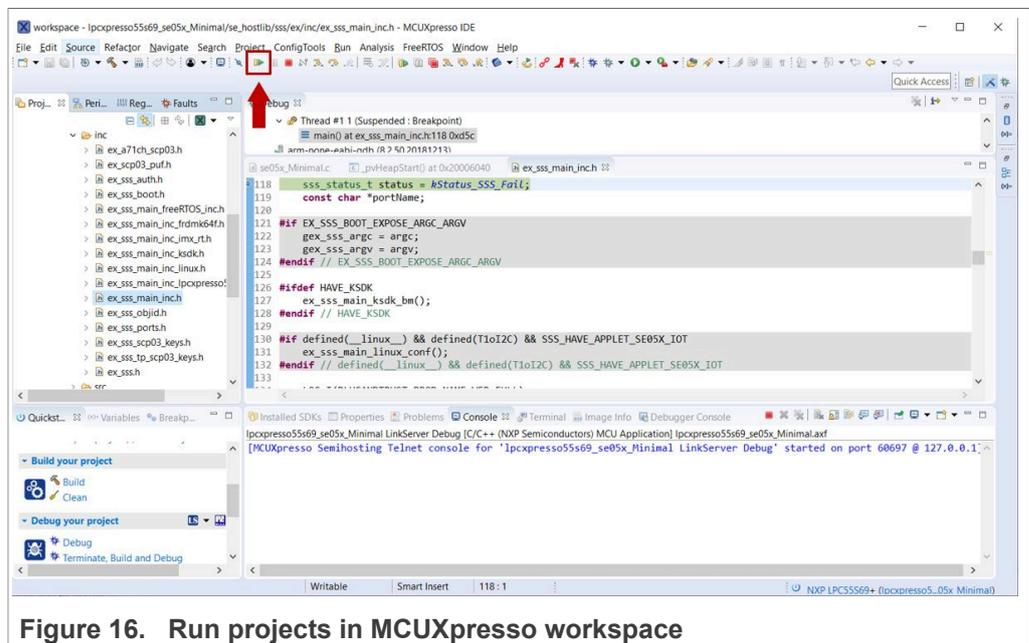 workspace - lpcxpresso55s69_se05x_Minimal/se_hostlib/sss/ex/inc/ex_sss_main_inc.h - MCUXpresso IDE
File Edit Source Refactor Navigate Search Project ConfigTools Run Analysis FreeRTOS Window Help
Quick Access
Proj... Peri... Reg... Faults
inc
ex_a71ch_scp03.h
ex_scp03_puf.h
ex_sss_auth.h
ex_sss_boot.h
ex_sss_main_freeRTOS_inc.h
ex_sss_main_inc_frdmk64f.h
ex_sss_main_inc_imx_rt.h
ex_sss_main_inc_ksdk.h
ex_sss_main_inc_linux.h
ex_sss_main_inc_lpcxpresso5
ex_sss_main_inc.h
ex_sss_objid.h
ex_sss_ports.h
ex_sss_scp03_keys.h
ex_sss_tp_scp03_keys.h
ex_sss.h
src
ebug
Thread #1 1 (Suspended : Breakpoint)
main() at ex_sss_main_inc.h:118 0xd5c
arm-none-eabi-gdb (8.2.50.20181213)
se05x_Minimal.c _pvHeapStart() at 0x20006040 ex_sss_main_inc.h
118 sss_status_t status = kStatus_SSS_Fail;
119 const char *portName;
120
121 #if EX_SSS_BOOT_EXPOSE_ARGC_ARGV
122 gex_sss_argc = argc;
123 gex_sss_argv = argv;
124 #endif // EX_SSS_BOOT_EXPOSE_ARGC_ARGV
125
126 #ifdef HAVE_KSDK
127 ex_sss_main_ksdk_bm();
128 #endif // HAVE_KSDK
129
130 #if defined(__linux__) && defined(T1oI2C) && SSS_HAVE_APPLET_SE05X_IOT
131 ex_sss_main_linux_conf();
132 #endif // defined(__linux__) && defined(T1oI2C) && SSS_HAVE_APPLET_SE05X_IOT
133
Quickst... Variables Breakp...
Build your project
Build
Clean
Debug your project
Debug
Terminate, Build and Debug
Installed SDKs Properties Problems Console Terminal Image Info Debugger Console
lpcxpresso55s69_se05x_Minimal LinkServer Debug [C/C++ (NXP Semiconductors) MCU Application] lpcxpresso55s69_se05x_Minimal.axf
[MCUXpresso Semihosting Telnet console for 'lpcxpresso55s69_se05x_Minimal LinkServer Debug' started on port 60697 @ 127.0.0.1]
Writable Smart Insert 118 : 1 NXP LPC55S69+ (lpcxpresso5...05x_Minimal)
Figure 16. Run projects in MCUXpresso workspace